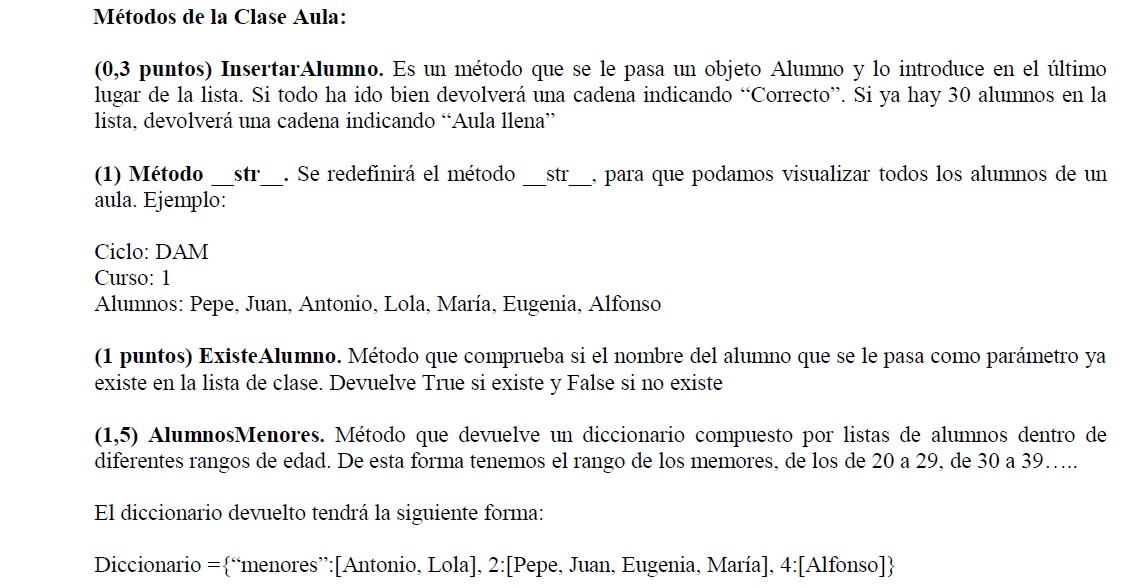 Métodos de la Clase Aula:
(0,3 puntos) InsertarAlumno. Es un método que se le pasa un objeto Alumno y lo introduce en el último
lugar de la lista. Si todo ha ido bien devolverá una cadena indicando “Correcto”. Si ya hay 30 alumnos en la
lista, devolverá una cadena indicando “Aula llena”
(1) Método __str__. Se redefinirá el método __str__, para que podamos visualizar todos los alumnos de un
aula. Ejemplo:
Ciclo: DAM
Curso: 1
Alumnos: Pepe, Juan, Antonio, Lola, María, Eugenia, Alfonso
(1 puntos) ExisteAlumno. Método que comprueba si el nombre del alumno que se le pasa como parámetro ya
existe en la lista de clase. Devuelve True si existe y False si no existe
(1,5) AlumnosMenores. Método que devuelve un diccionario compuesto por listas de alumnos dentro de
diferentes rangos de edad. De esta forma tenemos el rango de los memores, de los de 20 a 29, de 30 a 39…..
El diccionario devuelto tendrá la siguiente forma:
Diccionario ={“menores”:[Antonio, Lola], 2:[Pepe, Juan, Eugenia, María], 4:[Alfonso]}